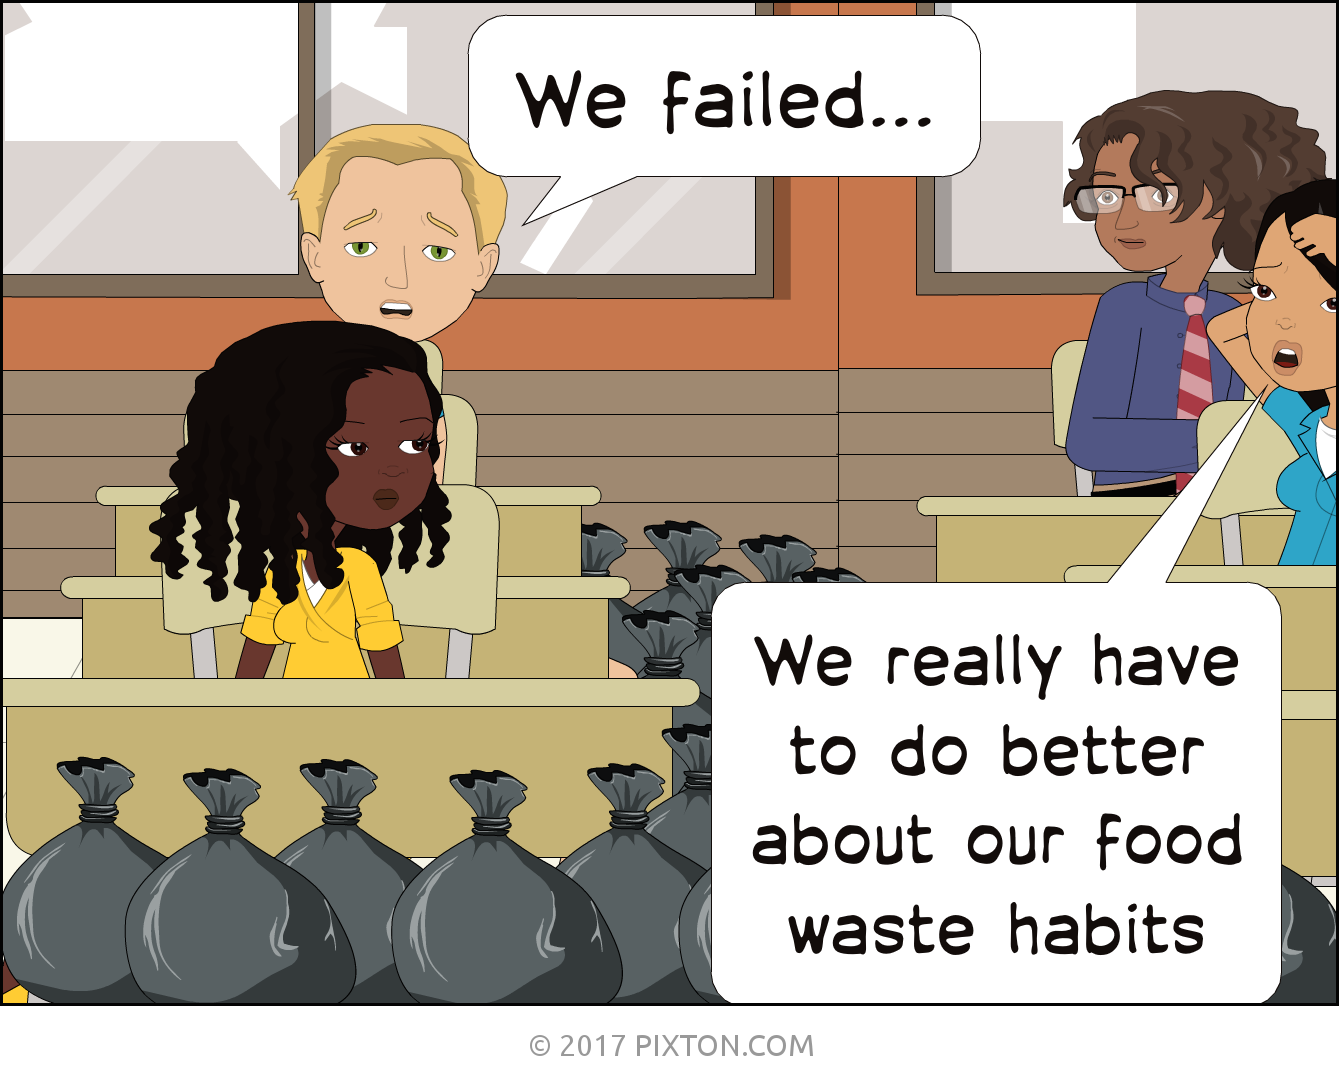 We failed...
We really have
to do better
about our food
waste habits
© 2017 PIXTON.COM